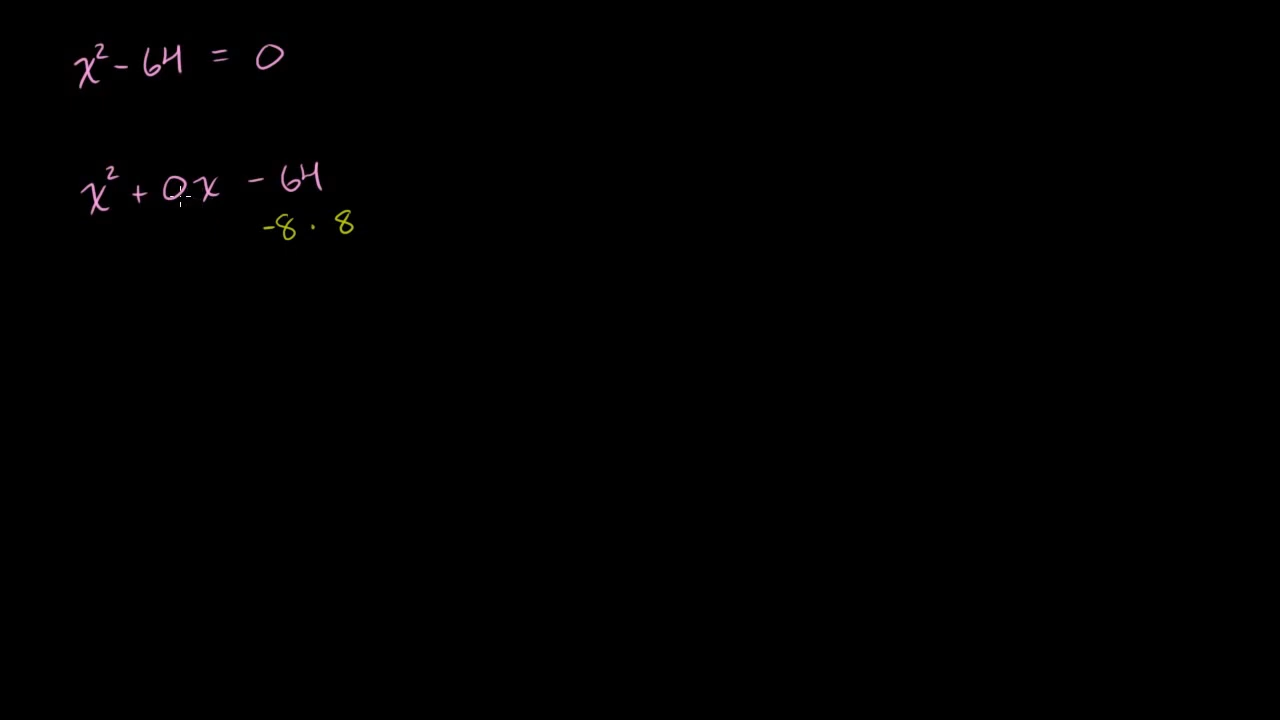 x² - 64 = 0
x² + 0x - 64
-8 · 8